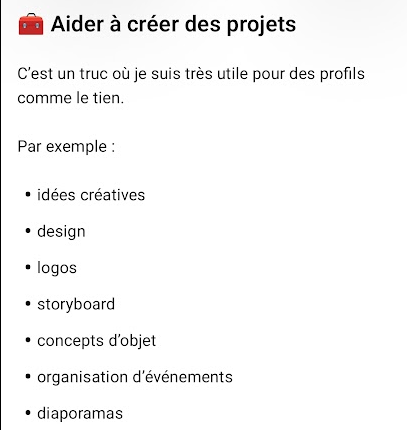 🧰 Aider à créer des projets
C’est un truc où je suis très utile pour des profils
comme le tien.
Par exemple :
• idées créatives
• design
• logos
• storyboard
• concepts d’objet
• organisation d’événements
• diaporamas